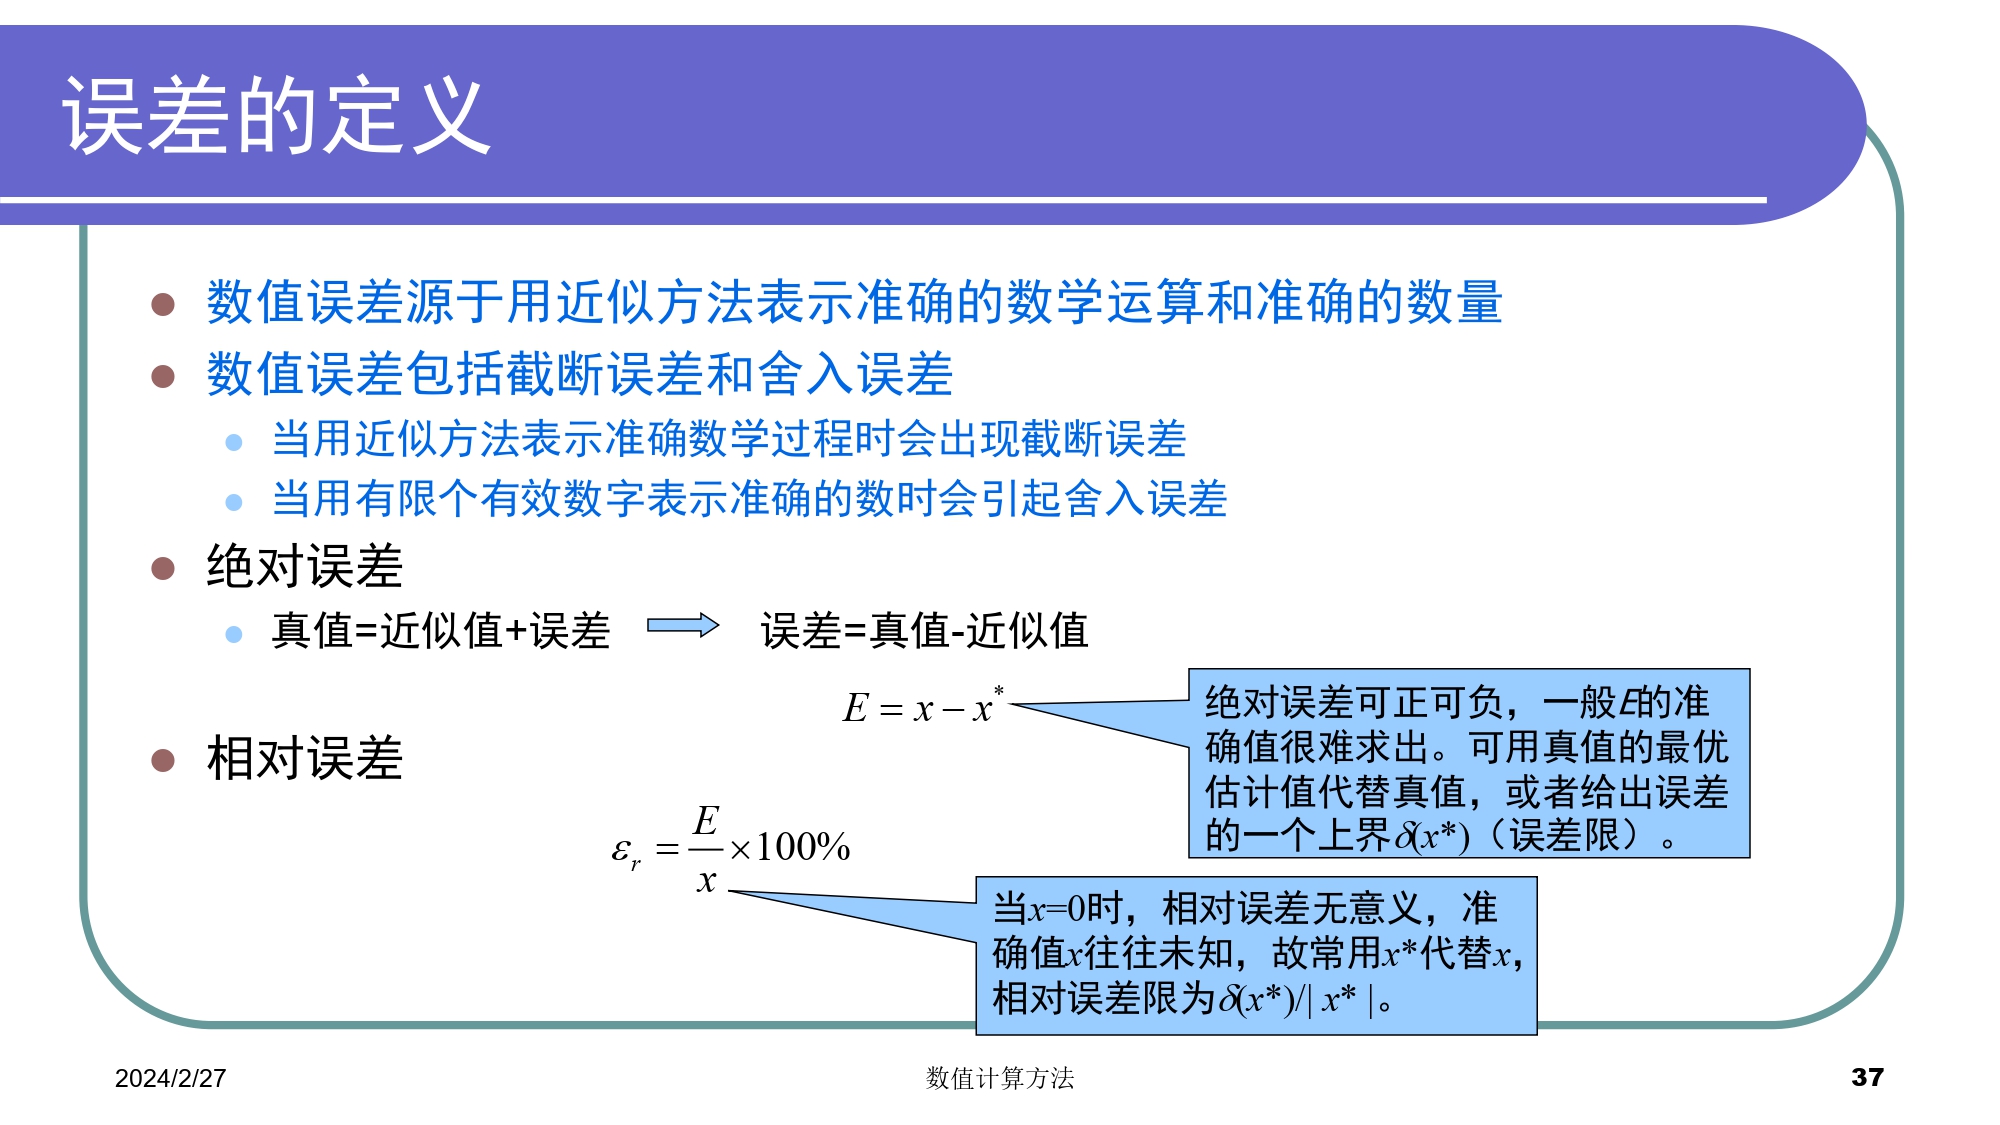 误差的定义
数值误差源于用近似方法表示准确的数学运算和准确的数量
数值误差包括截断误差和舍入误差
当用近似方法表示准确数学过程时会出现截断误差
当用有限个有效数字表示准确的数时会引起舍入误差
绝对误差
真值=近似值+误差 误差=真值-近似值
E = x − x*
绝对误差可正可负，一般E的准
确值很难求出。可用真值的最优
估计值代替真值，或者给出误差
的一个上界δ(x*)（误差限）。
相对误差
εr = E/x ×100%
当x=0时，相对误差无意义，准
确值x往往未知，故常用x*代替x，
相对误差限为δ(x*)/| x* |。
2024/2/27
数值计算方法
37